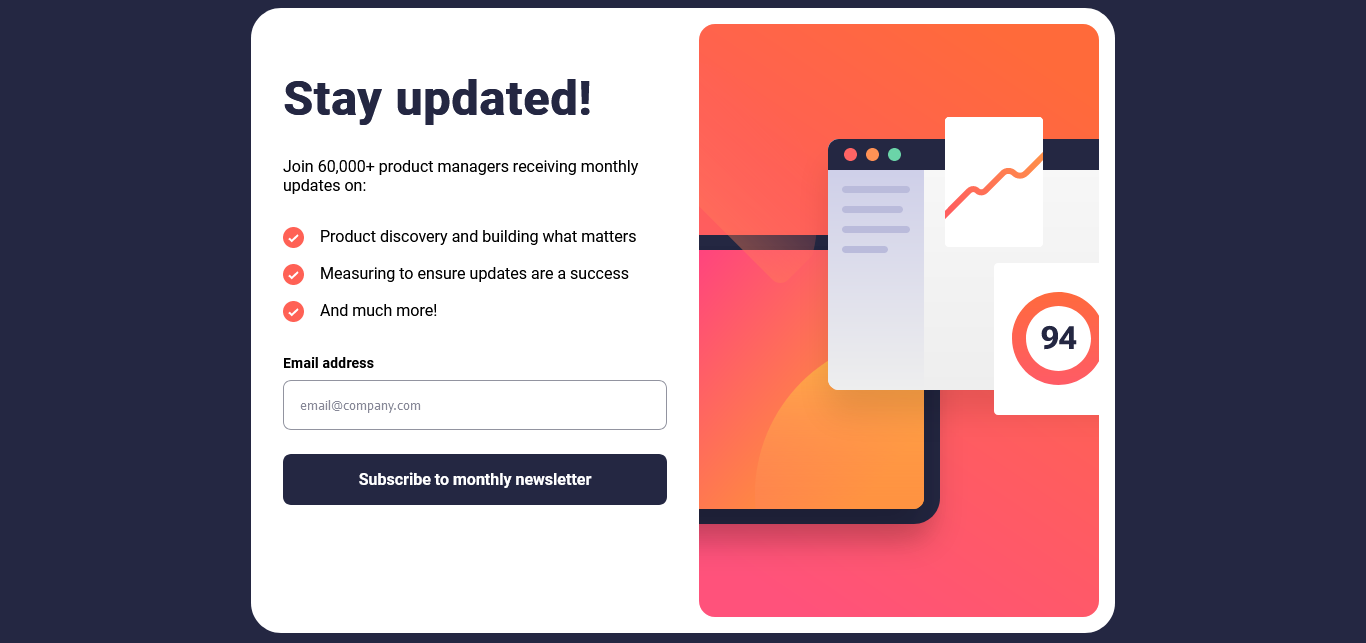 Stay updated!
Join 60,000+ product managers receiving monthly
updates on:
Product discovery and building what matters
Measuring to ensure updates are a success
And much more!
Email address
email@company.com
Subscribe to monthly newsletter
94